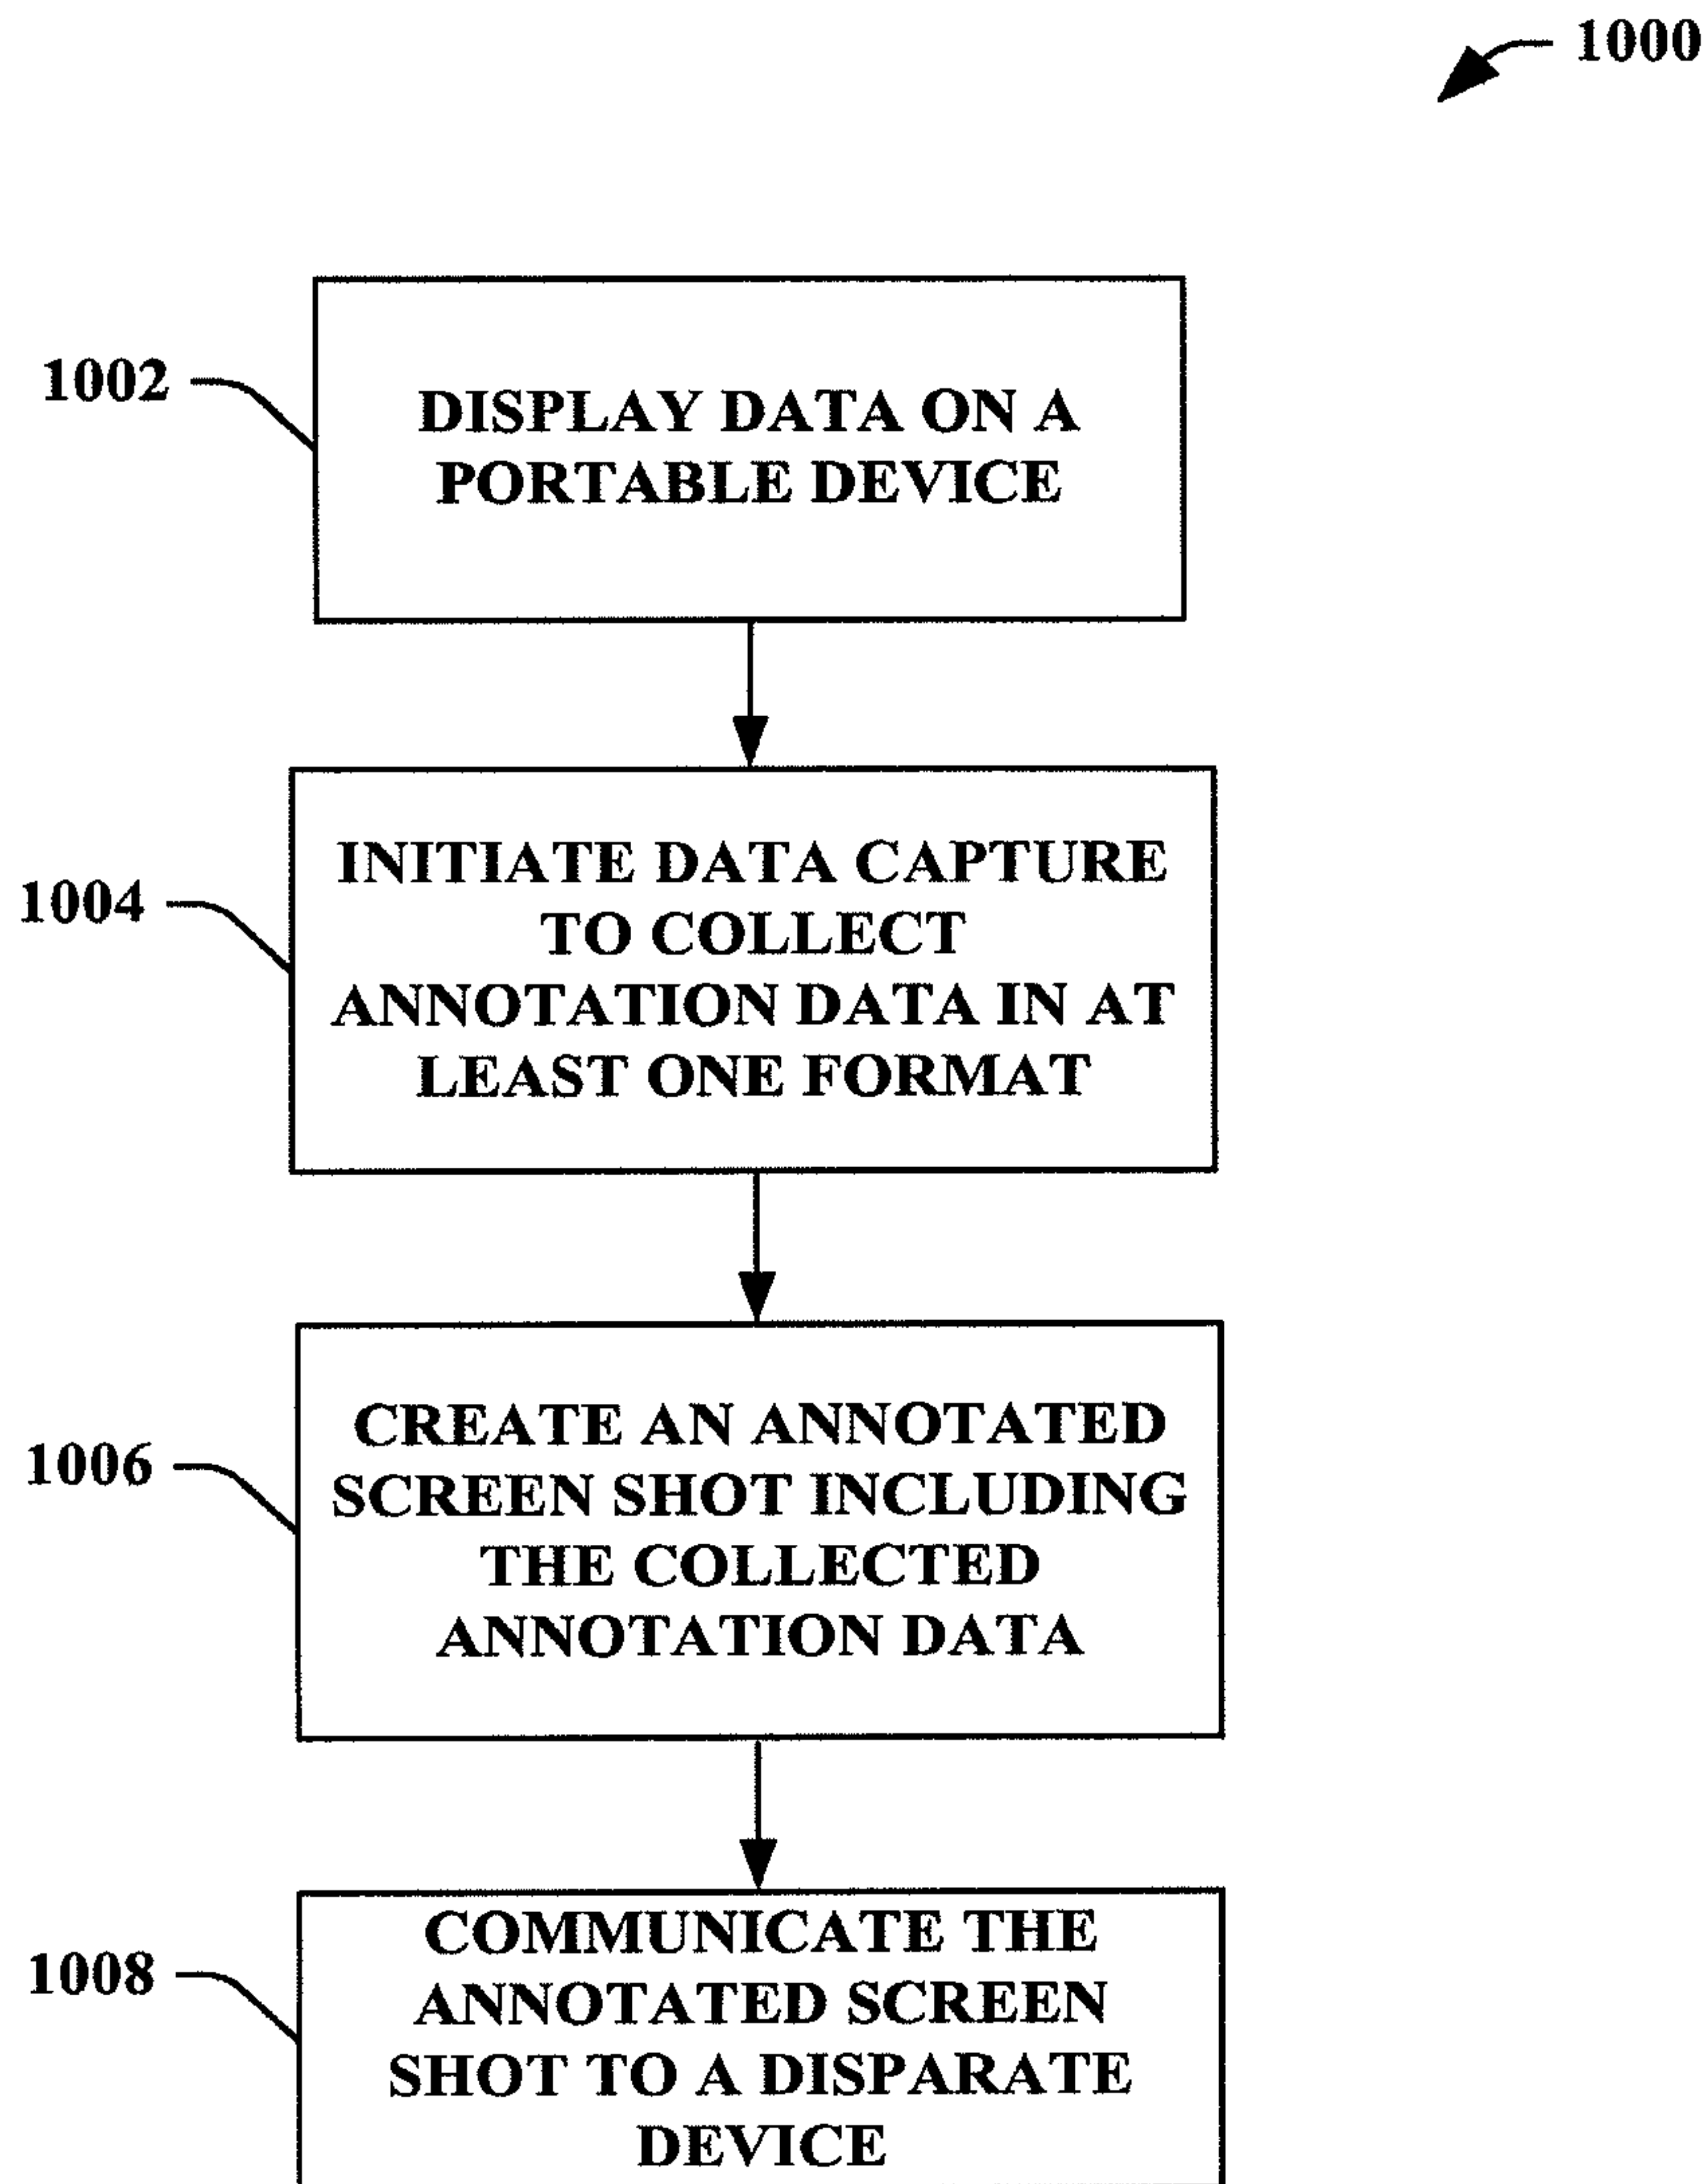 1000
1002
DISPLAY DATA ON A
PORTABLE DEVICE
1004
INITIATE DATA CAPTURE
TO COLLECT
ANNOTATION DATA IN AT
LEAST ONE FORMAT
1006
CREATE AN ANNOTATED
SCREEN SHOT INCLUDING
THE COLLECTED
ANNOTATION DATA
1008
COMMUNICATE THE
ANNOTATED SCREEN
SHOT TO A DISPARATE
DEVICE